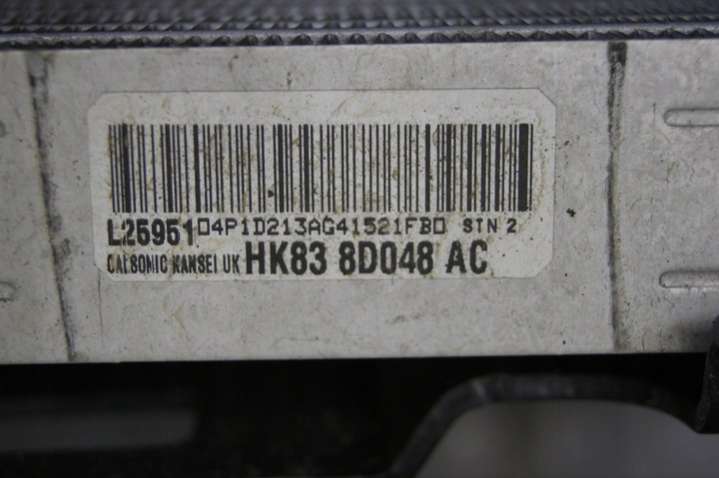 L25951 04P1D213AG41521FB0 STN 2
CALSONIC KANSEI UK HK83 8D048 AC